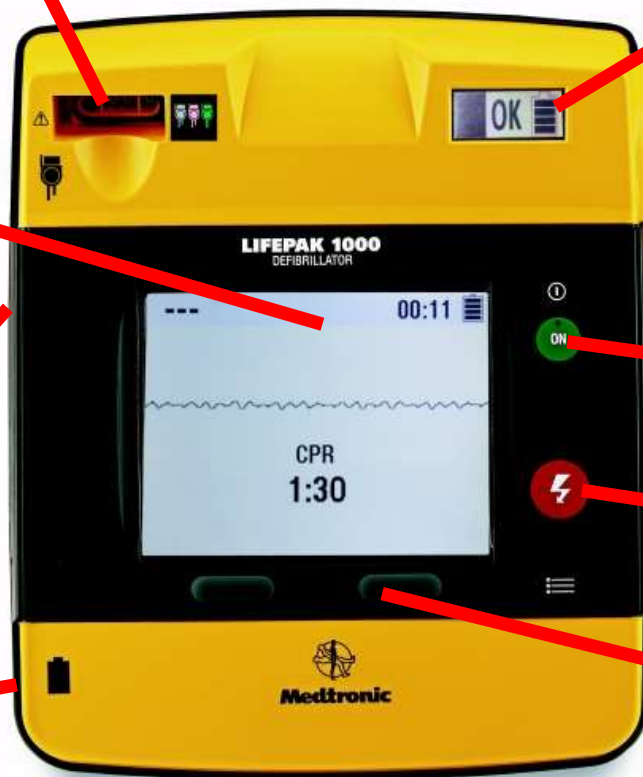 OK
LIFEPAK 1000
DEFIBRILLATOR
--- 00:11
ON
CPR
1:30
Medtronic